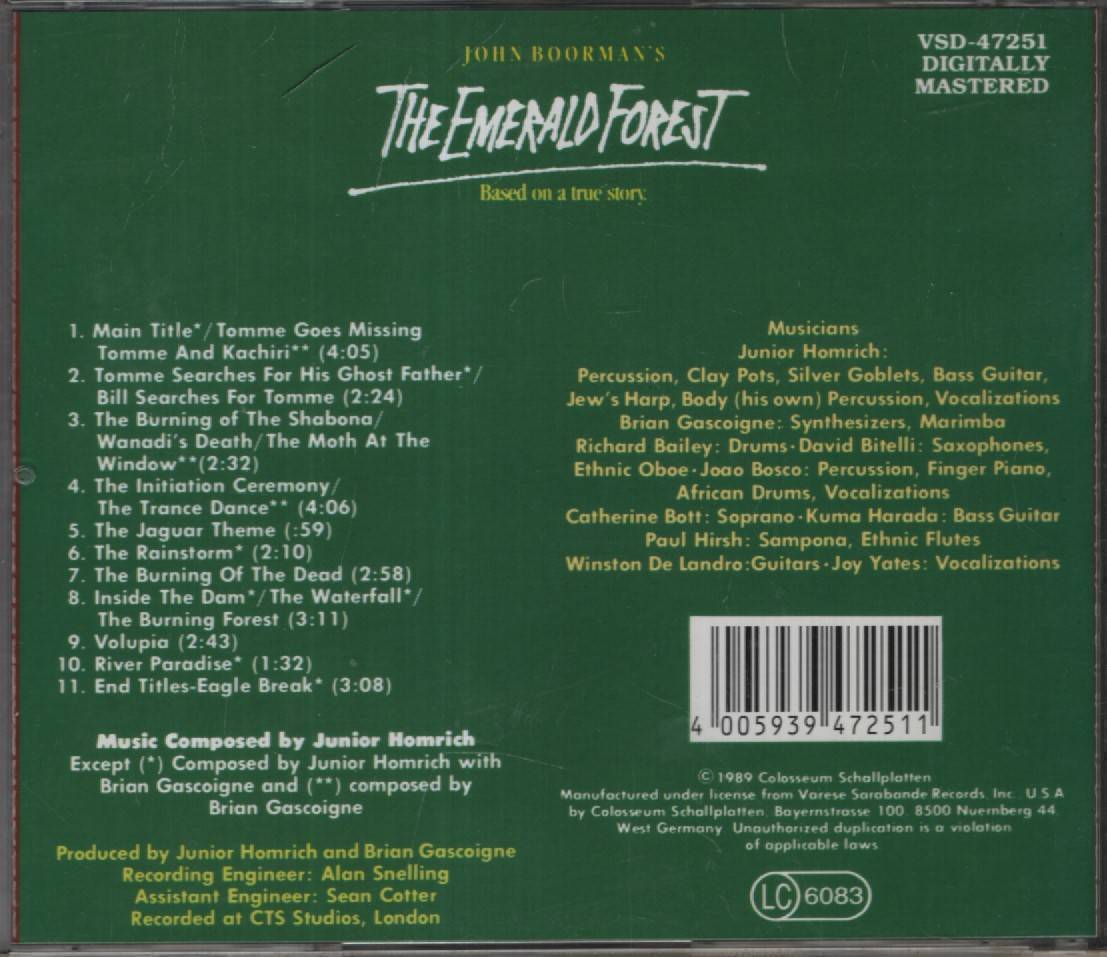 JOHN BOORMAN'S
THE EMERALD FOREST
Based on a true story.
VSD-47251
DIGITALLY
MASTERED
1. Main Title*/Tomme Goes Missing
Tomme And Kachiri** (4:05)
2. Tomme Searches For His Ghost Father*/
Bill Searches For Tomme (2:24)
3. The Burning of The Shabona/
Wanadi's Death/The Moth At The
Window**(2:32)
4. The Initiation Ceremony/
The Trance Dance** (4:06)
5. The Jaguar Theme (:59)
6. The Rainstorm* (2:10)
7. The Burning Of The Dead (2:58)
8. Inside The Dam*/The Waterfall*/
The Burning Forest (3:11)
9. Volupia (2:43)
10. River Paradise* (1:32)
11. End Titles-Eagle Break* (3:08)
Music Composed by Junior Homrich
Except (*) Composed by Junior Homrich with
Brian Gascoigne and (**) composed by
Brian Gascoigne
Produced by Junior Homrich and Brian Gascoigne
Recording Engineer: Alan Snelling
Assistant Engineer: Sean Cotter
Recorded at CTS Studios, London
Musicians
Junior Homrich:
Percussion, Clay Pots, Silver Goblets, Bass Guitar,
Jew's Harp, Body (his own) Percussion, Vocalizations
Brian Gascoigne: Synthesizers, Marimba
Richard Bailey: Drums·David Bitelli: Saxophones,
Ethnic Oboe·Joao Bosco: Percussion, Finger Piano,
African Drums, Vocalizations
Catherine Bott: Soprano·Kuma Harada: Bass Guitar
Paul Hirsh: Sampona, Ethnic Flutes
Winston De Landro:Guitars·Joy Yates: Vocalizations
4 005939 472511
© 1989 Colosseum Schallplatten
Manufactured under license from Varese Sarabande Records, Inc. U.S.A
by Colosseum Schallplatten, Bayernstrasse 100, 8500 Nuernberg 44
West Germany. Unauthorized duplication is a violation
of applicable laws
LC 6083